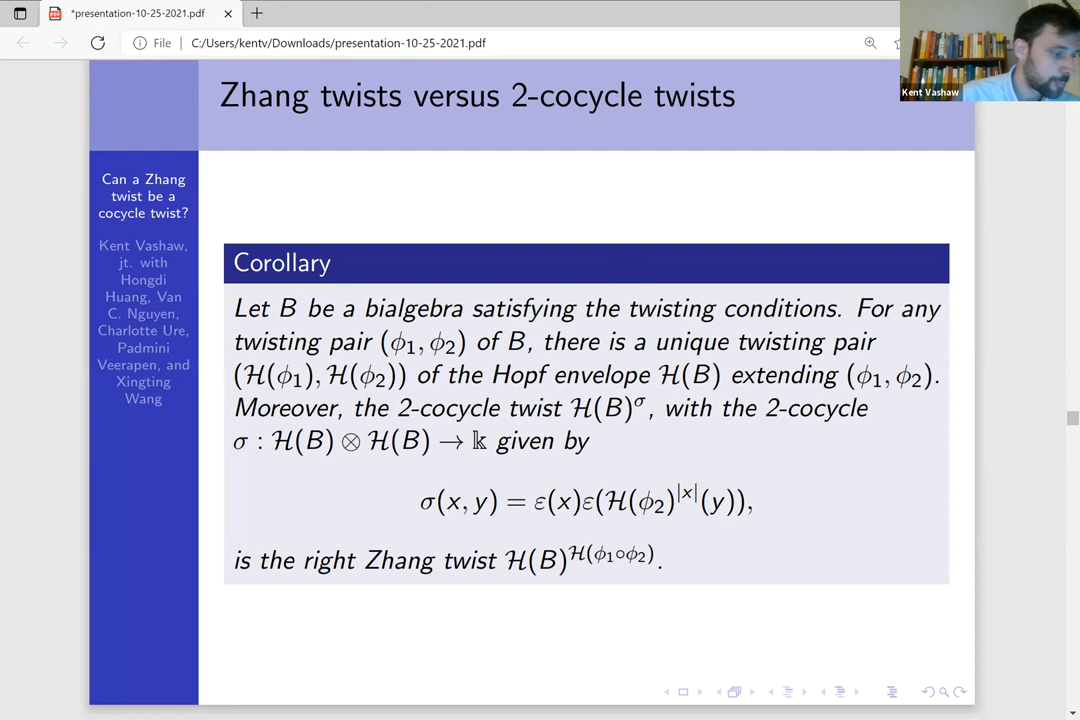 *presentation-10-25-2021.pdf
File | C:/Users/kentv/Downloads/presentation-10-25-2021.pdf
Kent Vashaw
Zhang twists versus 2-cocycle twists
Can a Zhang
twist be a
cocycle twist?
Kent Vashaw,
jt. with
Hongdi
Huang, Van
C. Nguyen,
Charlotte Ure,
Padmini
Veerapen, and
Xingting
Wang
Corollary
Let B be a bialgebra satisfying the twisting conditions. For any
twisting pair (ϕ₁, ϕ₂) of B, there is a unique twisting pair
(ℋ(ϕ₁), ℋ(ϕ₂)) of the Hopf envelope ℋ(B) extending (ϕ₁, ϕ₂).
Moreover, the 2-cocycle twist ℋ(B)^σ, with the 2-cocycle
σ : ℋ(B) ⊗ ℋ(B) → 𝕜 given by
σ(x, y) = ε(x)ε(ℋ(ϕ₂)^|x|(y)),
is the right Zhang twist ℋ(B)^ℋ(ϕ₁∘ϕ₂).